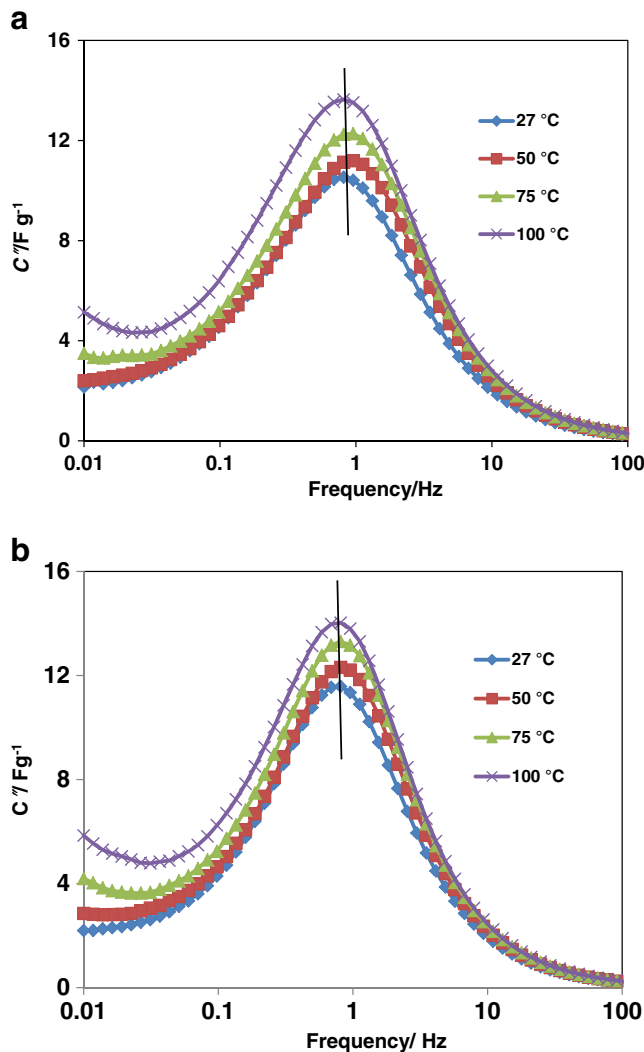 a
16
12
8
4
0
C″/F g⁻¹
27 °C
50 °C
75 °C
100 °C
0.01 0.1 1 10 100
Frequency/Hz
b
16
12
8
4
0
C″/ Fg⁻¹
27 °C
50 °C
75 °C
100 °C
0.01 0.1 1 10 100
Frequency/ Hz